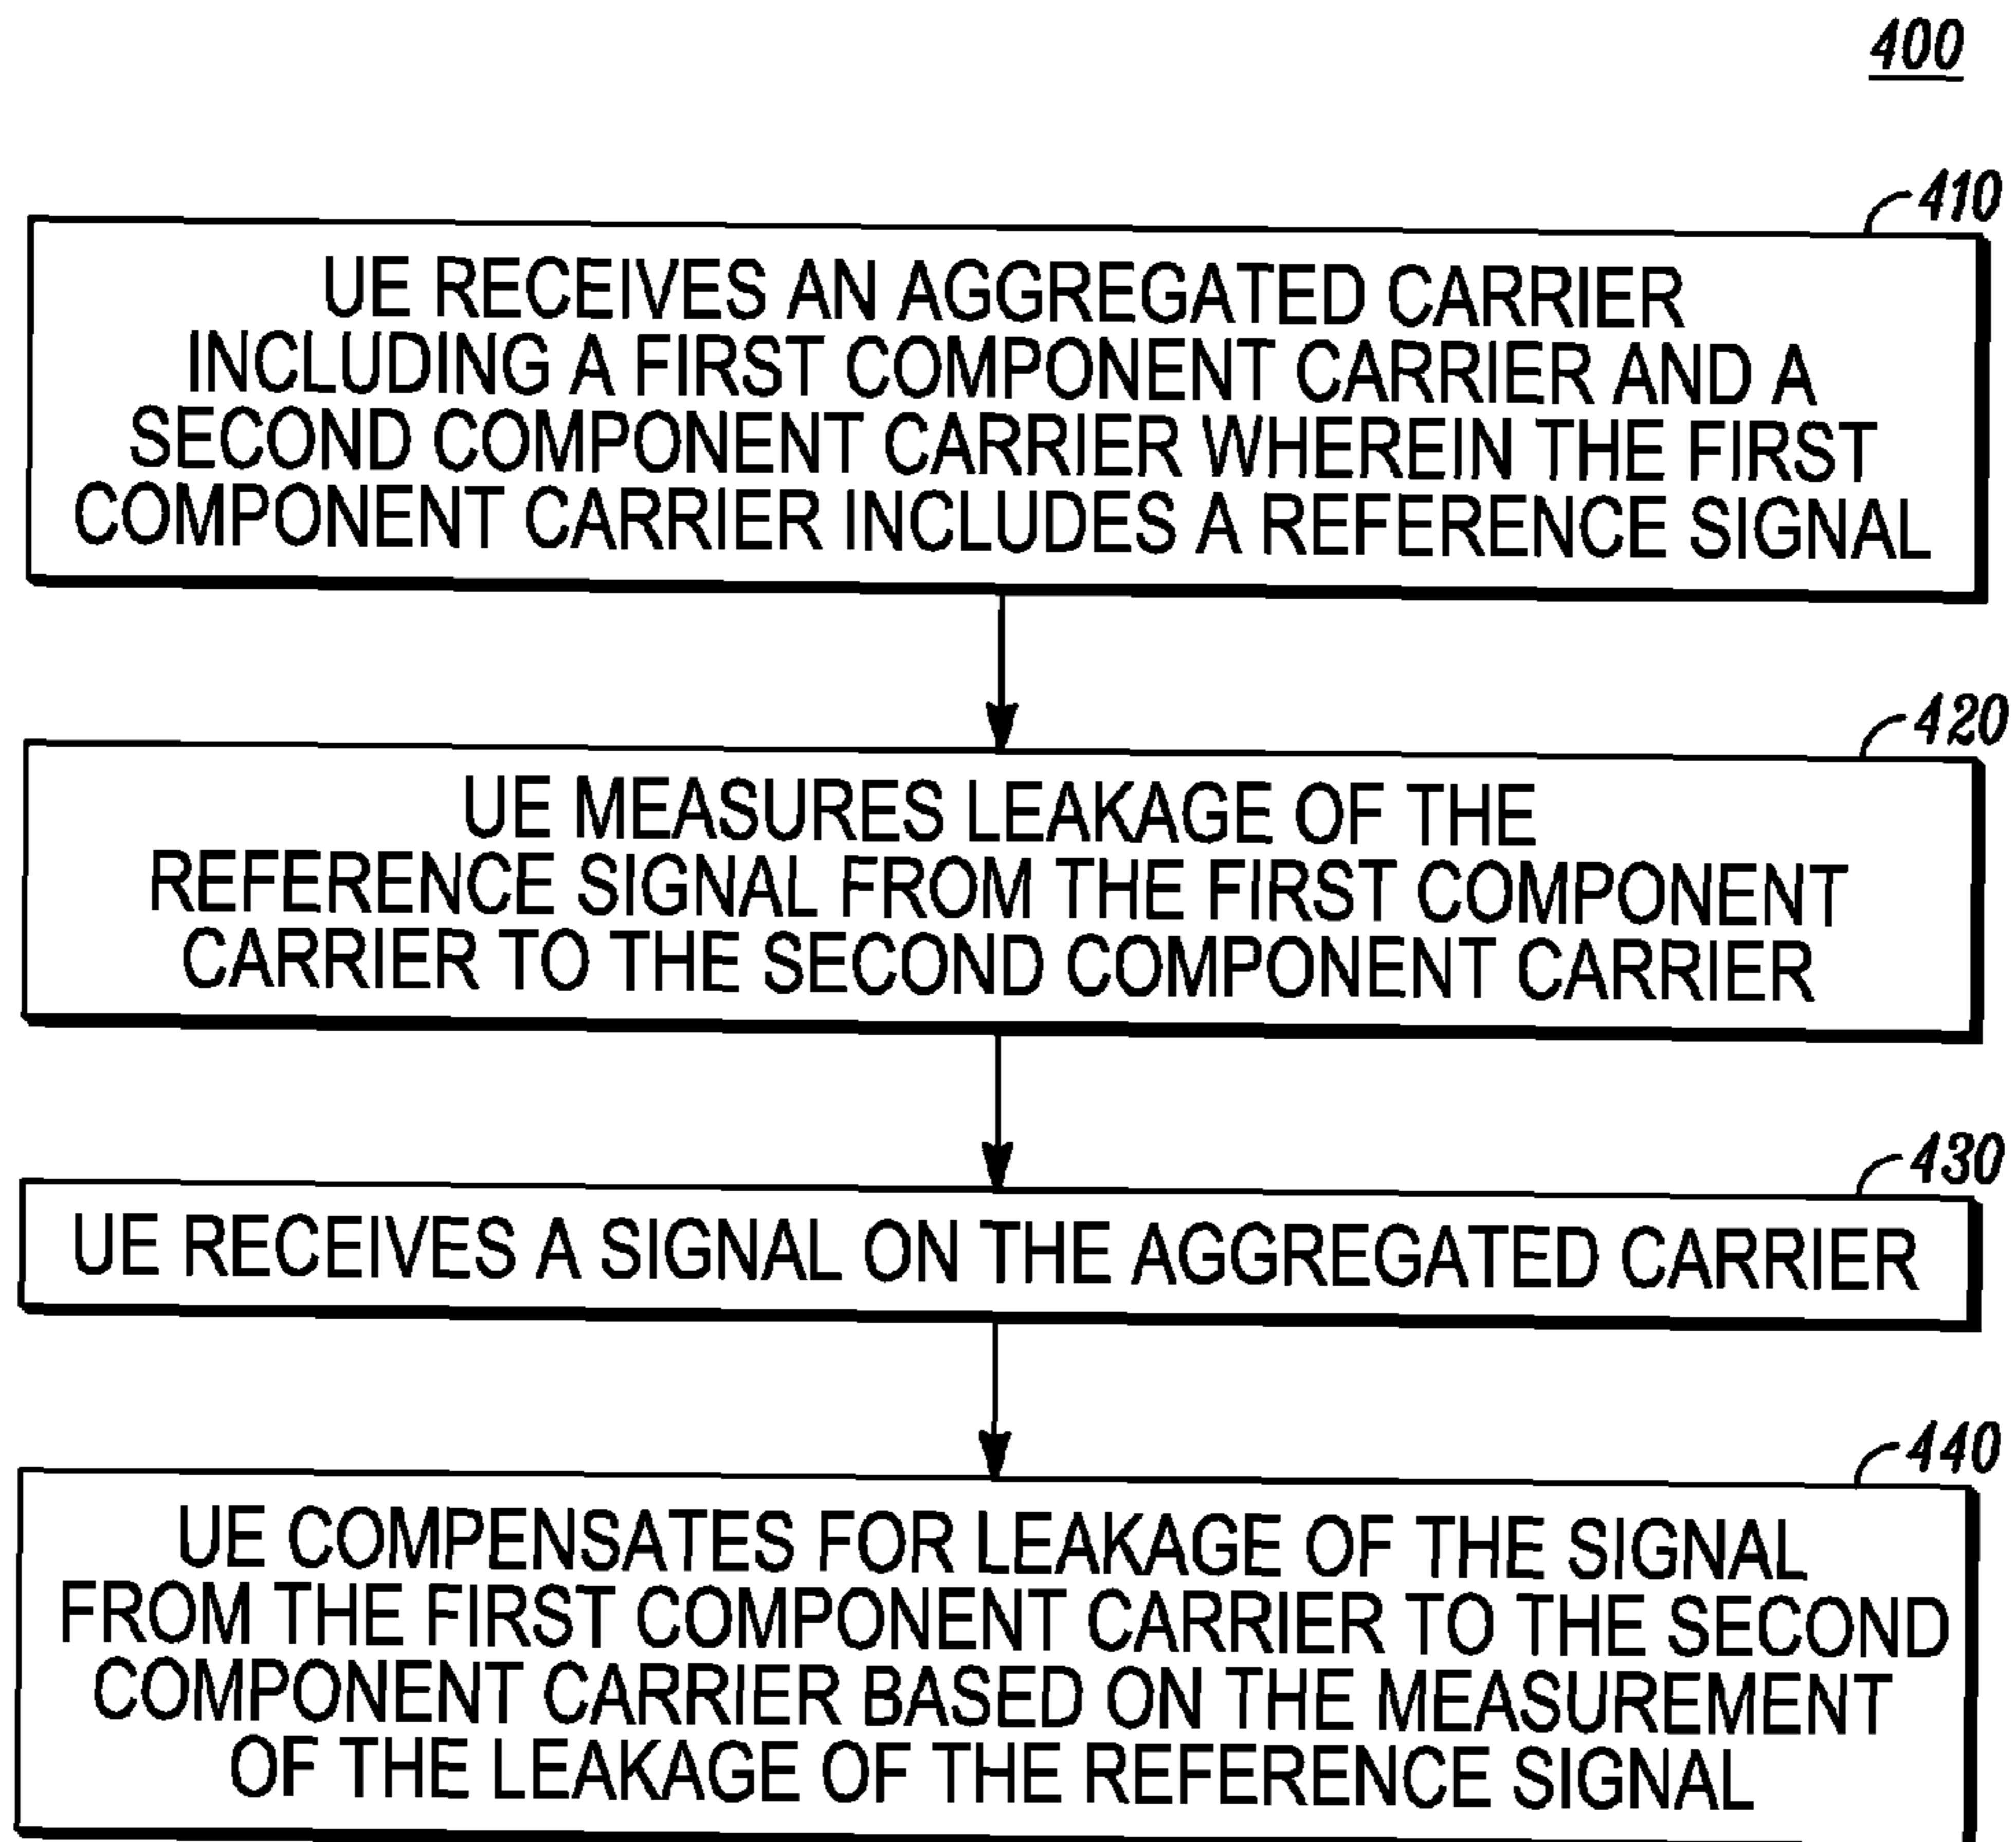 400
410
UE RECEIVES AN AGGREGATED CARRIER
INCLUDING A FIRST COMPONENT CARRIER AND A
SECOND COMPONENT CARRIER WHEREIN THE FIRST
COMPONENT CARRIER INCLUDES A REFERENCE SIGNAL
420
UE MEASURES LEAKAGE OF THE
REFERENCE SIGNAL FROM THE FIRST COMPONENT
CARRIER TO THE SECOND COMPONENT CARRIER
430
UE RECEIVES A SIGNAL ON THE AGGREGATED CARRIER
440
UE COMPENSATES FOR LEAKAGE OF THE SIGNAL
FROM THE FIRST COMPONENT CARRIER TO THE SECOND
COMPONENT CARRIER BASED ON THE MEASUREMENT
OF THE LEAKAGE OF THE REFERENCE SIGNAL